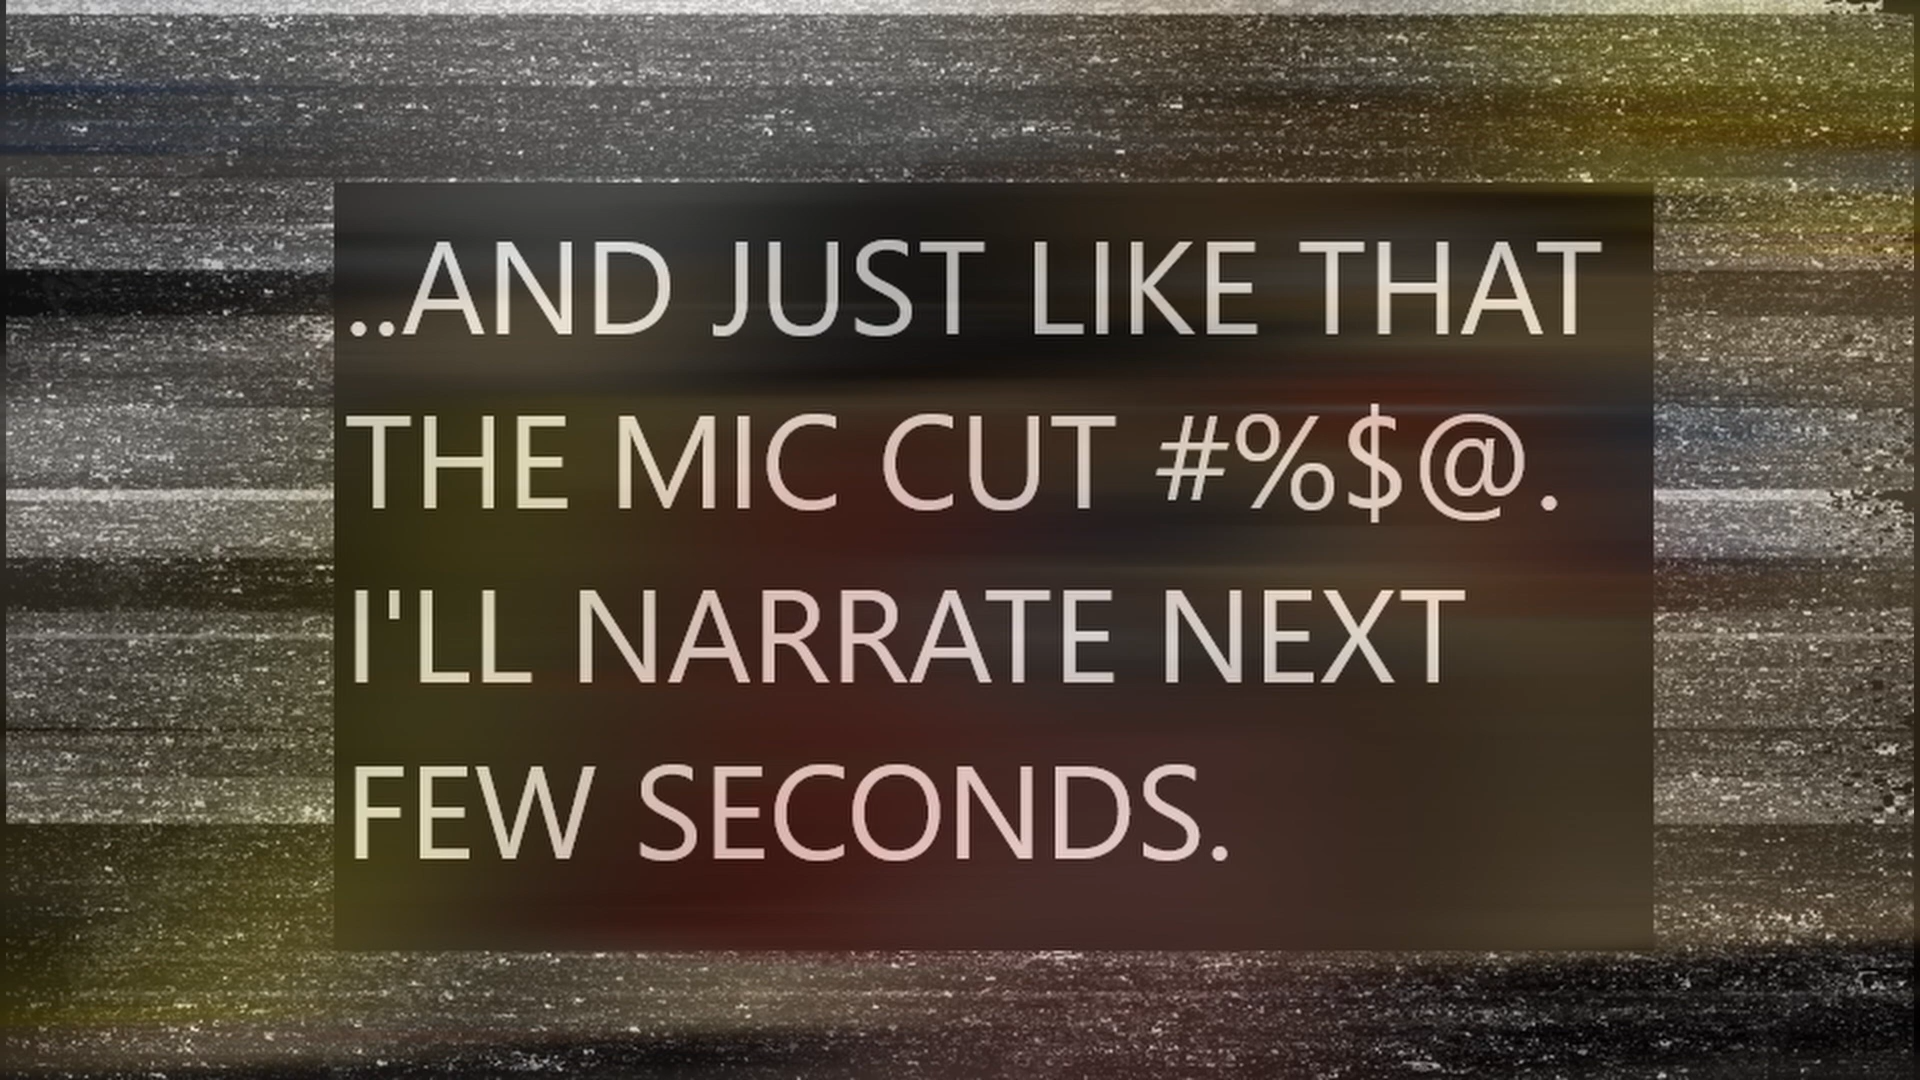 ..AND JUST LIKE THAT
THE MIC CUT #%$@.
I'LL NARRATE NEXT
FEW SECONDS.